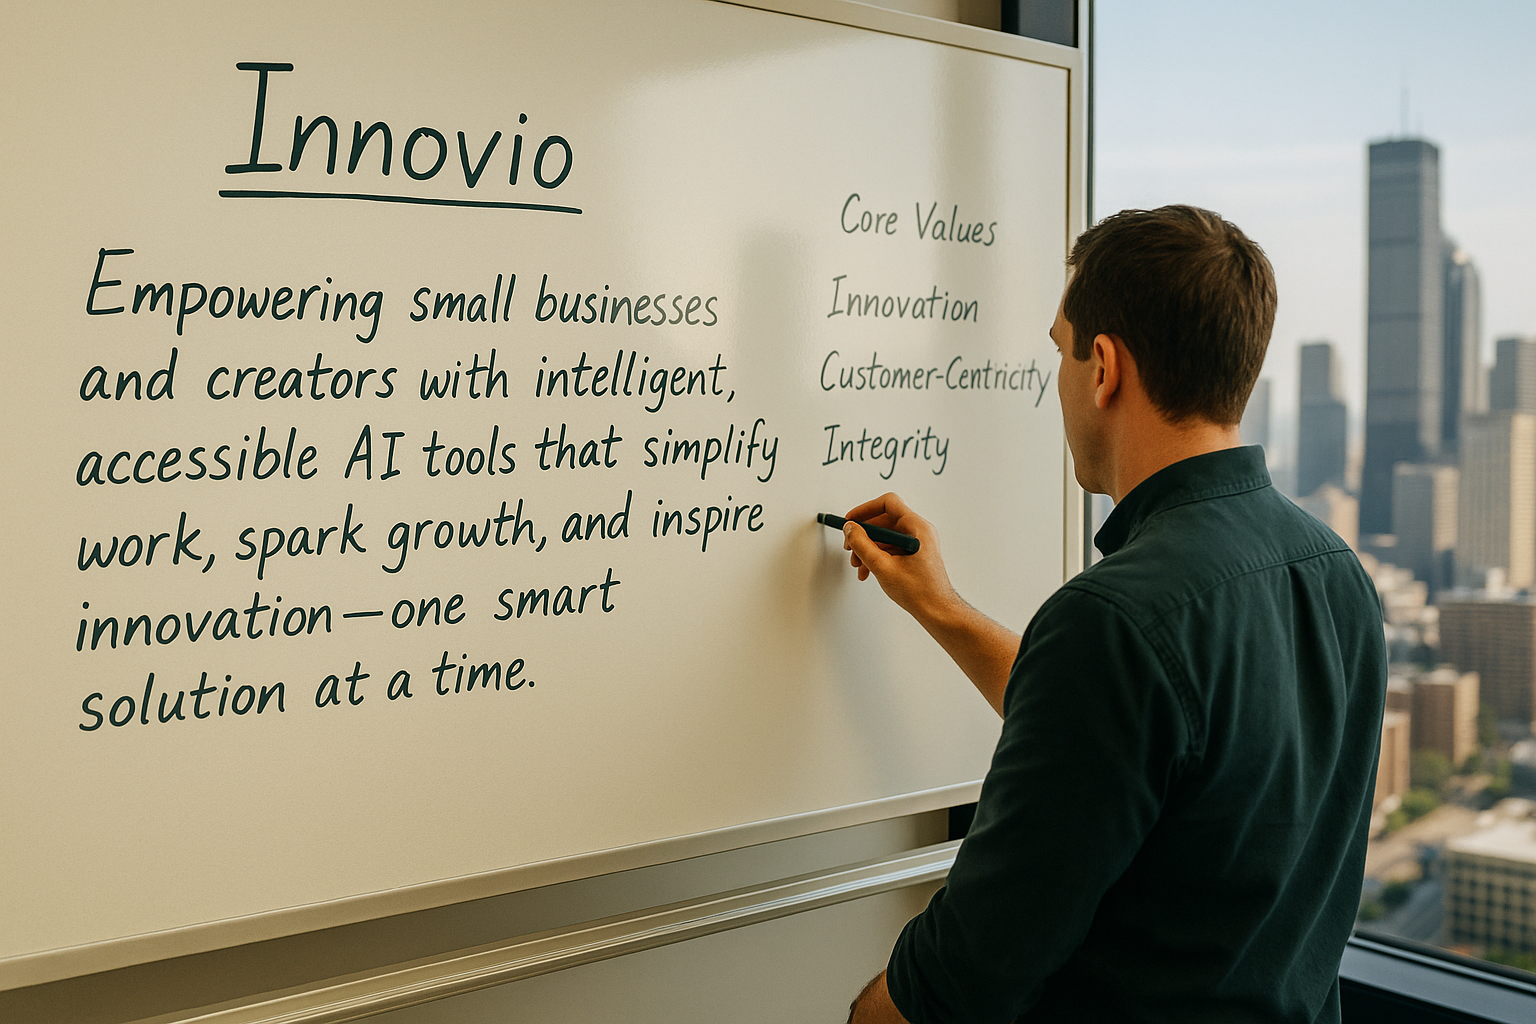 Innovio
Empowering small businesses
and creators with intelligent,
accessible AI tools that simplify
work, spark growth, and inspire
innovation—one smart
solution at a time.
Core Values
Innovation
Customer-Centricity
Integrity